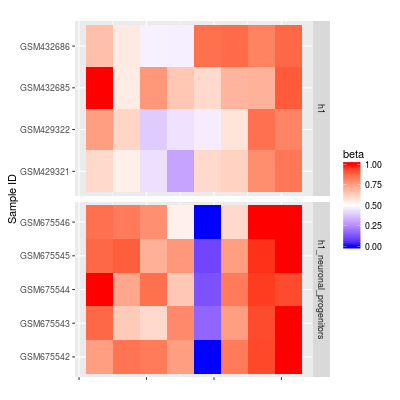 Sample ID
GSM432686
GSM432685
GSM429322
GSM429321
h1
GSM675546
GSM675545
GSM675544
GSM675543
GSM675542
h1_neuronal_progenitors
beta
1.00
0.75
0.50
0.25
0.00